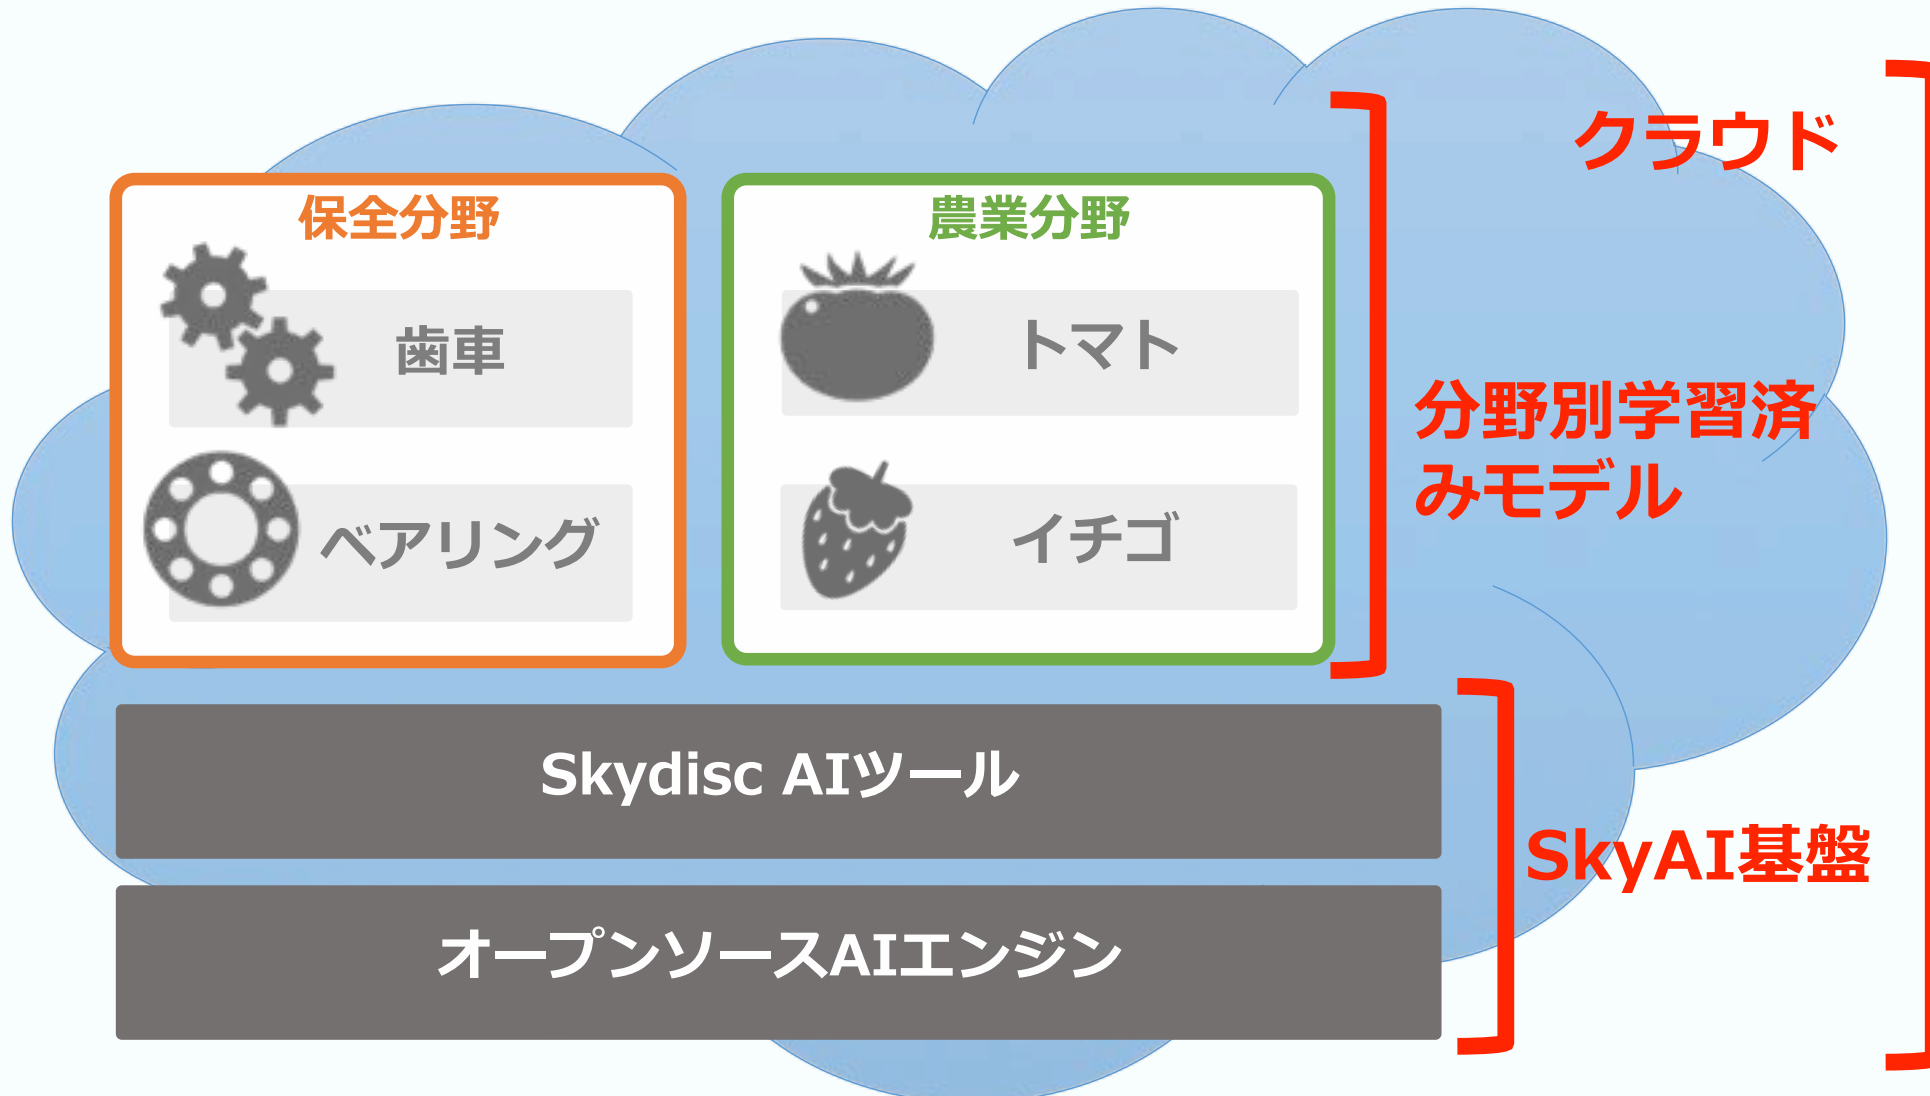 クラウド
保全分野
農業分野
歯車
トマト
分野別学習済
みモデル
ベアリング
イチゴ
Skydisc AIツール
SkyAI基盤
オープンソースAIエンジン